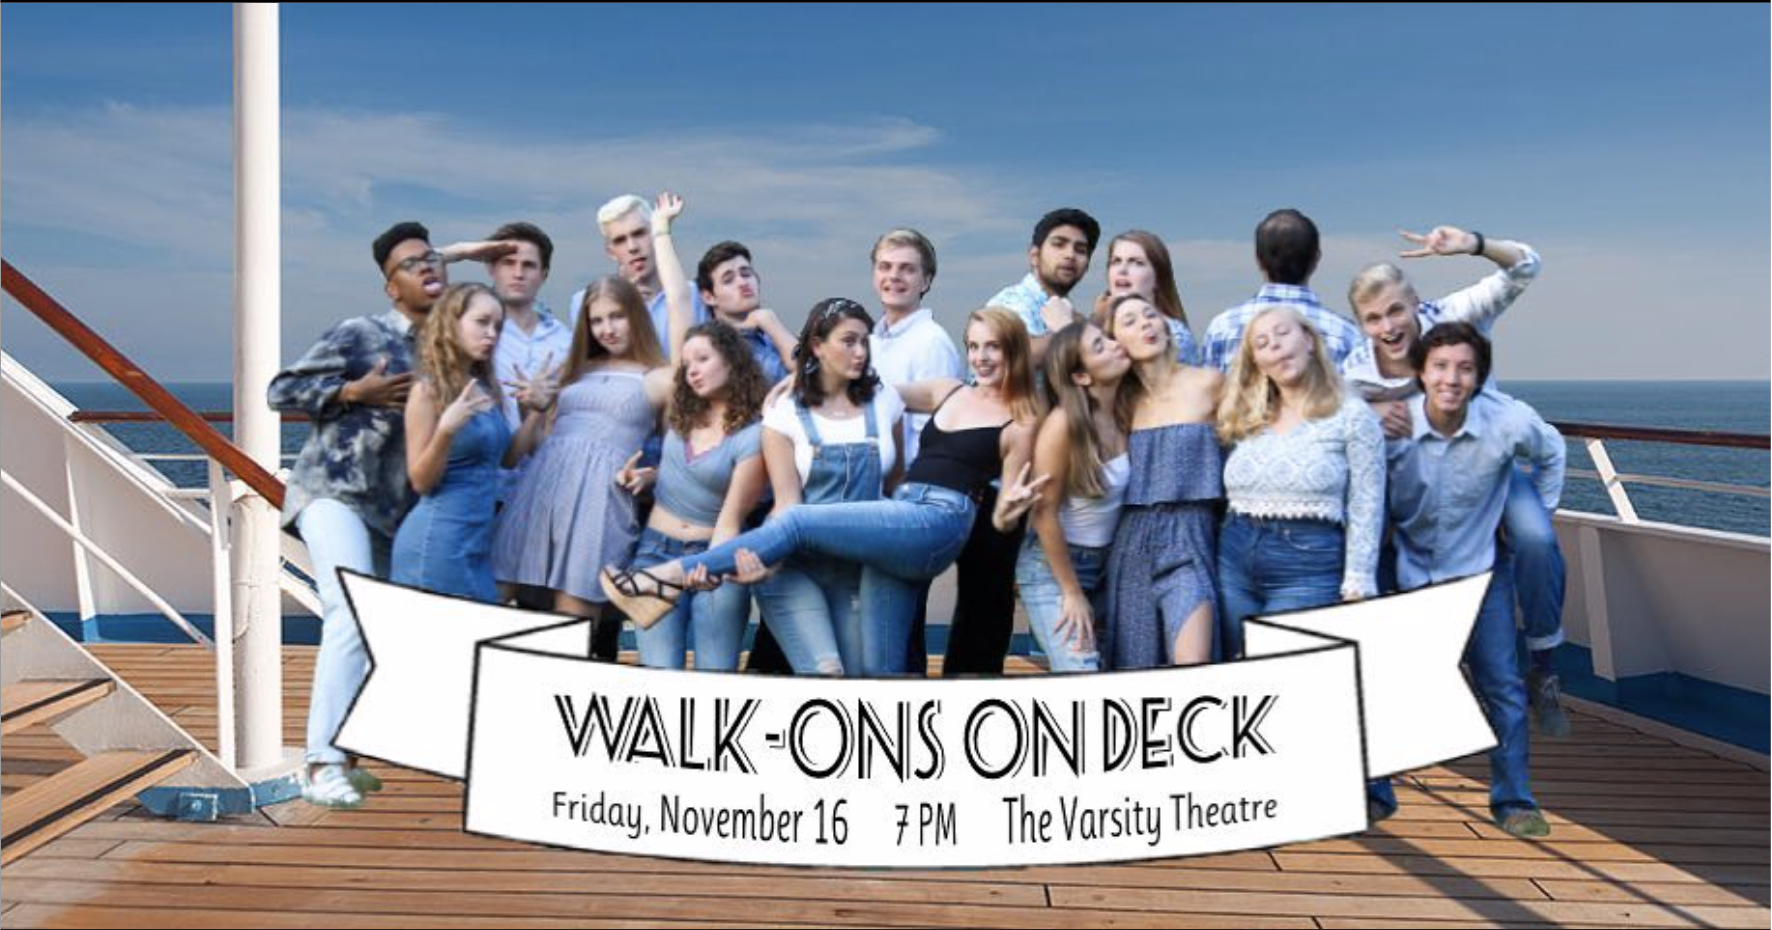 WALK-ONS ON DECK
Friday, November 16 7 PM The Varsity Theatre